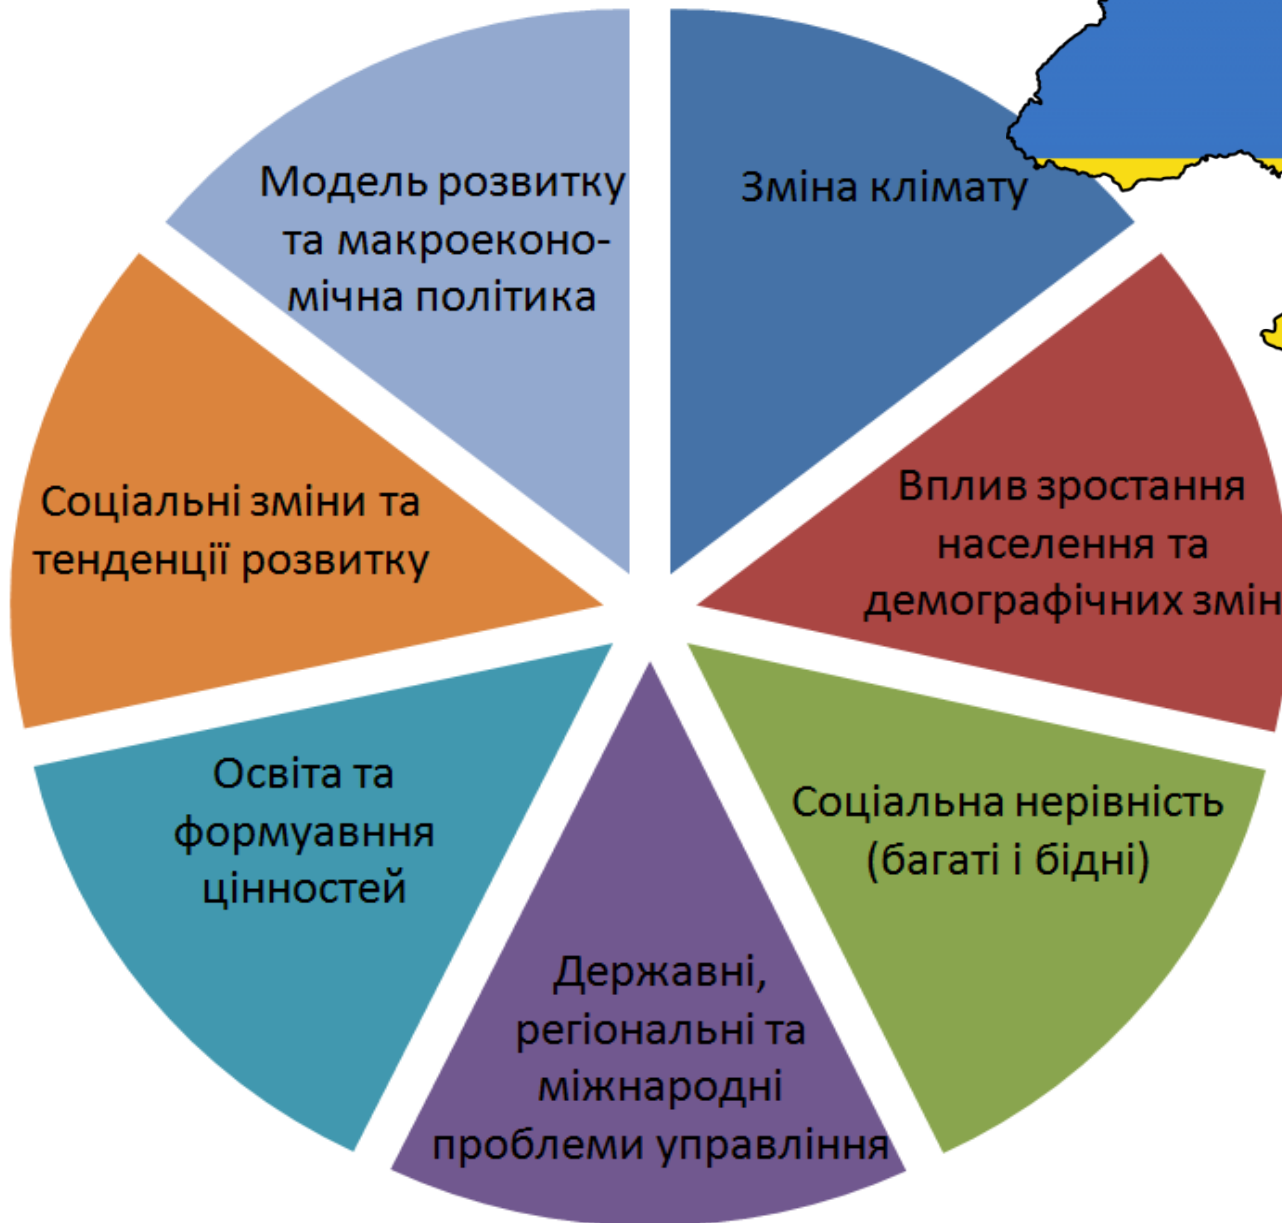 Модель розвитку
та макроеконо-
мічна політика
Зміна клімату
Вплив зростання
населення та
демографічних змін
Соціальна нерівність
(багаті і бідні)
Державні,
регіональні та
міжнародні
проблеми управління
Освіта та
формуавння
цінностей
Соціальні зміни та
тенденції розвитку